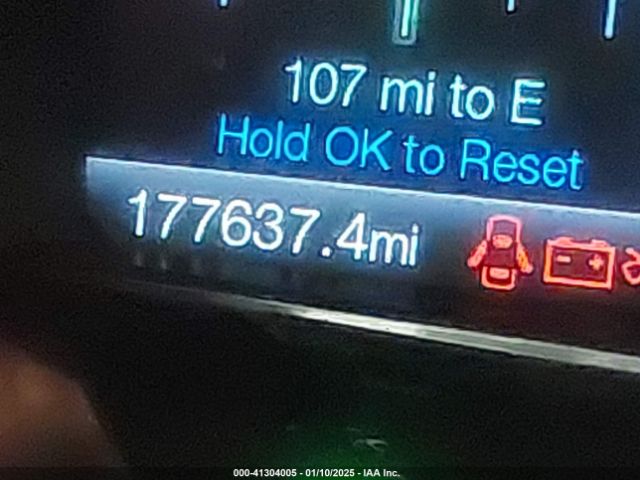 107 mi to E
Hold OK to Reset
177637.4mi
000-41304005 - 01/10/2025 - IAA Inc.